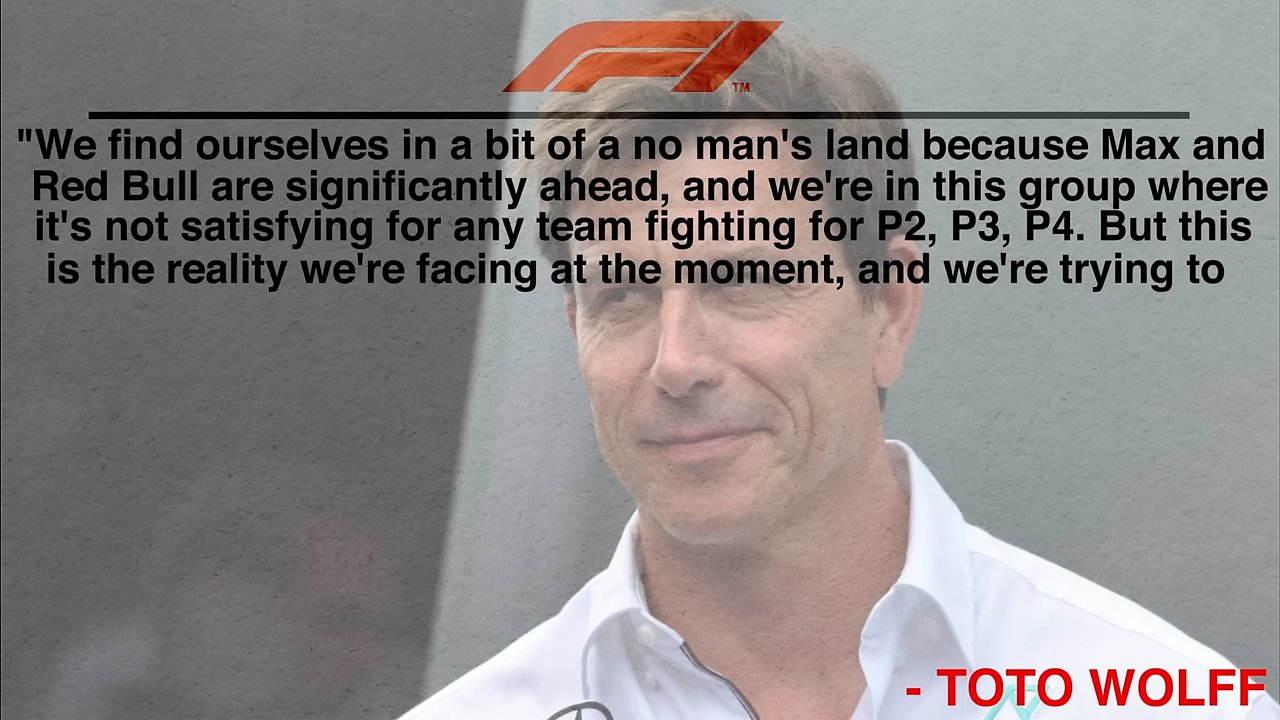 F1
TM
"We find ourselves in a bit of a no man's land because Max and
Red Bull are significantly ahead, and we're in this group where
it's not satisfying for any team fighting for P2, P3, P4. But this
is the reality we're facing at the moment, and we're trying to
- TOTO WOLFF